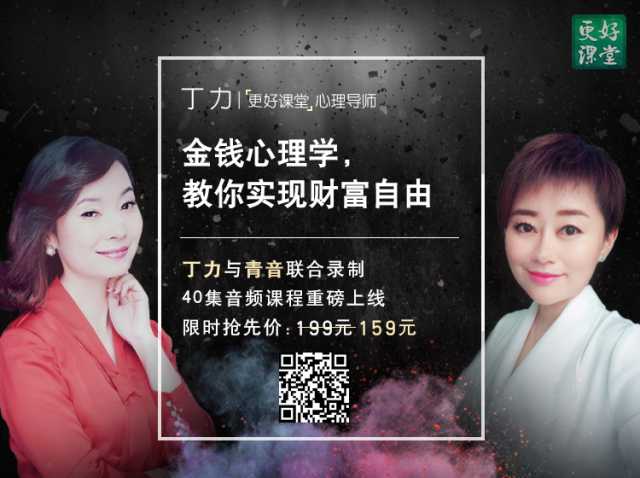 更好
课堂
丁力|「更好课堂」心理导师
金钱心理学，
教你实现财富自由
丁力与青音联合录制
40集音频课程重磅上线
限时抢先价：199元 159元